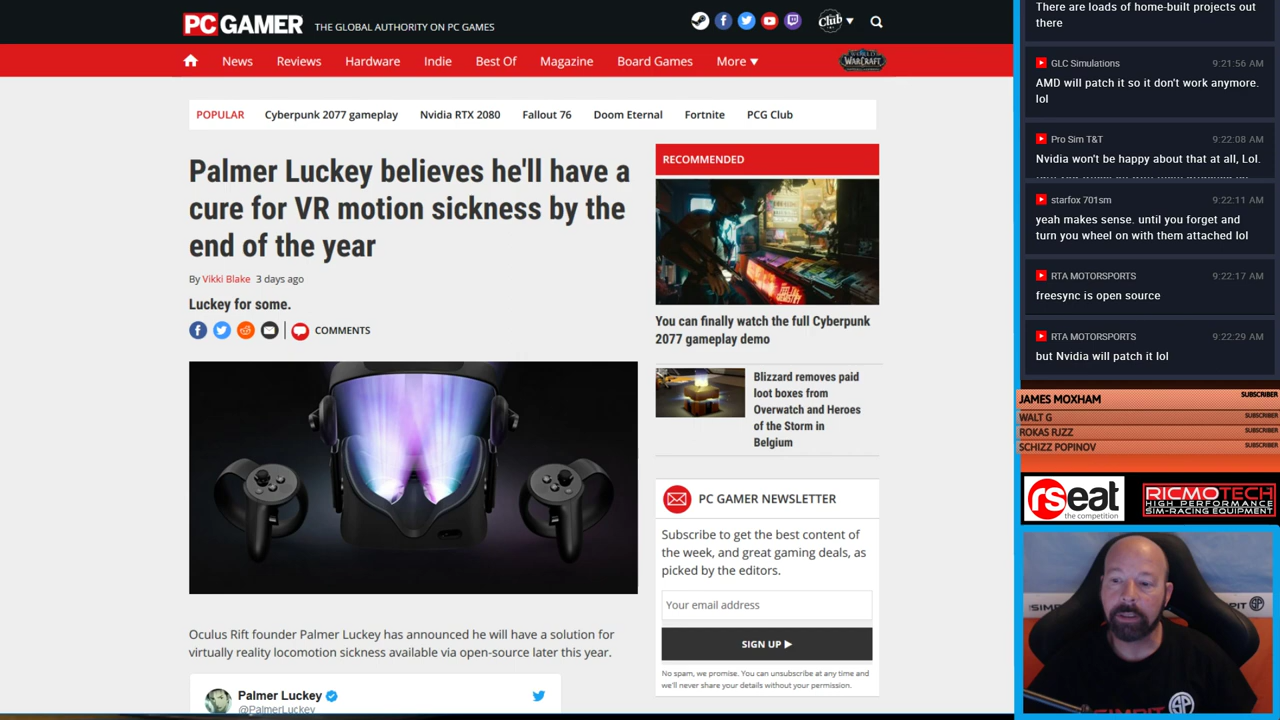 PC GAMER THE GLOBAL AUTHORITY ON PC GAMES
Club
News Reviews Hardware Indie Best Of Magazine Board Games More ▼
WORLD WARCRAFT
POPULAR Cyberpunk 2077 gameplay Nvidia RTX 2080 Fallout 76 Doom Eternal Fortnite PCG Club
Palmer Luckey believes he'll have a
cure for VR motion sickness by the
end of the year
By Vikki Blake 3 days ago
Luckey for some.
COMMENTS
Oculus Rift founder Palmer Luckey has announced he will have a solution for
virtually reality locomotion sickness available via open-source later this year.
Palmer Luckey
@PalmerLuckey
RECOMMENDED
You can finally watch the full Cyberpunk
2077 gameplay demo
Blizzard removes paid
loot boxes from
Overwatch and Heroes
of the Storm in
Belgium
PC GAMER NEWSLETTER
Subscribe to get the best content of
the week, and great gaming deals, as
picked by the editors.
Your email address
SIGN UP ▶
No spam, we promise. You can unsubscribe at any time and
we'll never share your details without your permission.
There are loads of home-built projects out
there
GLC Simulations 9:21:56 AM
AMD will patch it so it don't work anymore.
lol
Pro Sim T&T 9:22:08 AM
Nvidia won't be happy about that at all, Lol.
starfox 701sm 9:22:11 AM
yeah makes sense. until you forget and
turn you wheel on with them attached lol
RTA MOTORSPORTS 9:22:17 AM
freesync is open source
RTA MOTORSPORTS 9:22:29 AM
but Nvidia will patch it lol
JAMES MOXHAM SUBSCRIBER
WALT G SUBSCRIBER
ROKAS RJZZ SUBSCRIBER
SCHIZZ POPINOV SUBSCRIBER
rseat
the competition
RICMOTECH
HIGH PERFORMANCE
SIM-RACING EQUIPMENT
SIMPIT